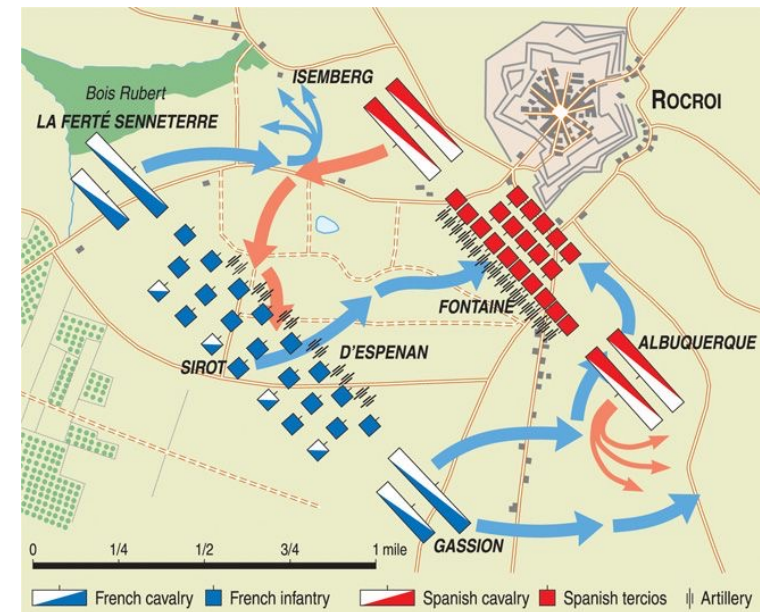 ISEMBERG
Bois Rubert
LA FERTÉ SENNETERRE
ROCROI
FONTAINE
ALBUQUERQUE
D'ESPENAN
SIROT
GASSION
0 1/4 1/2 3/4 1 mile
French cavalry French infantry Spanish cavalry Spanish tercios Artillery